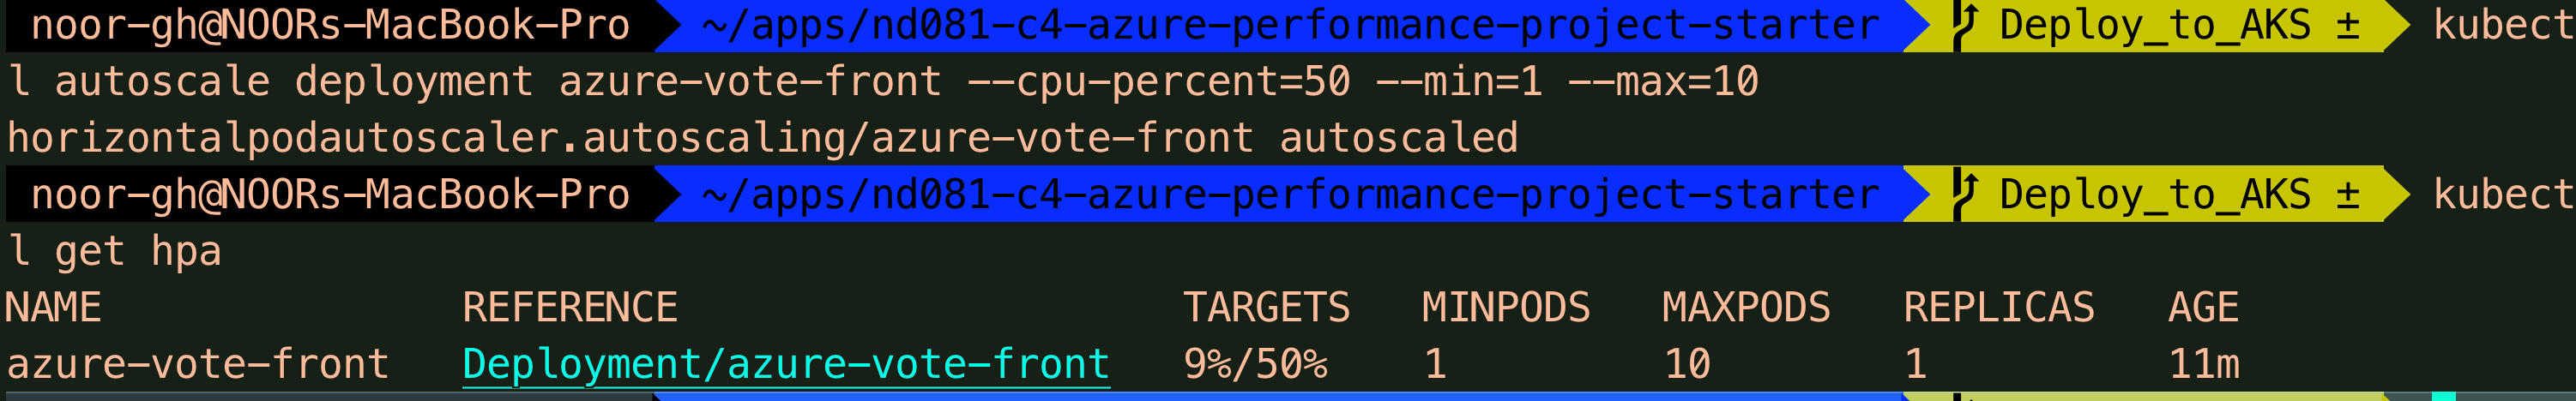 noor-gh@NOORs-MacBook-Pro ~/apps/nd081-c4-azure-performance-project-starter Deploy_to_AKS ± kubect
l autoscale deployment azure-vote-front --cpu-percent=50 --min=1 --max=10
horizontalpodautoscaler.autoscaling/azure-vote-front autoscaled
noor-gh@NOORs-MacBook-Pro ~/apps/nd081-c4-azure-performance-project-starter Deploy_to_AKS ± kubect
l get hpa
NAME REFERENCE TARGETS MINPODS MAXPODS REPLICAS AGE
azure-vote-front Deployment/azure-vote-front 9%/50% 1 10 1 11m